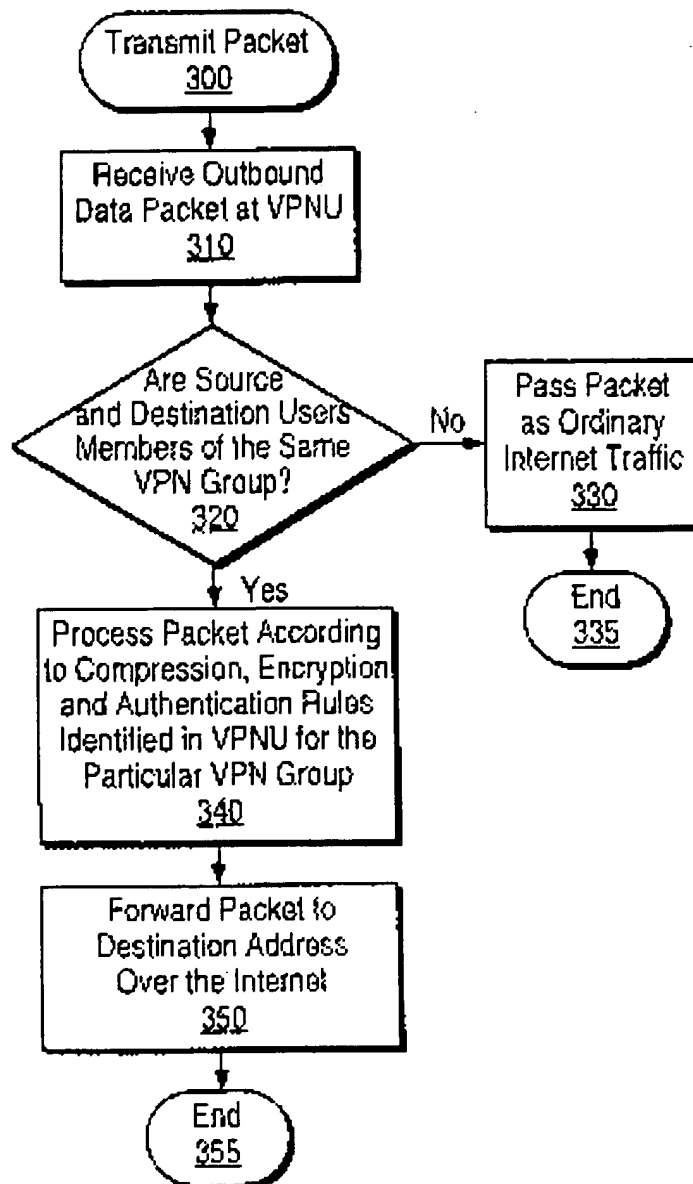 Transmit Packet
300
Receive Outbound
Data Packet at VPNU
310
Are Source
and Destination Users
Members of the Same
VPN Group?
320
No
Pass Packet
as Ordinary
Internet Traffic
330
End
335
Yes
Process Packet According
to Compression, Encryption
and Authentication Rules
Identified in VPNU for the
Particular VPN Group
340
Forward Packet to
Destination Address
Over the Internet
350
End
355